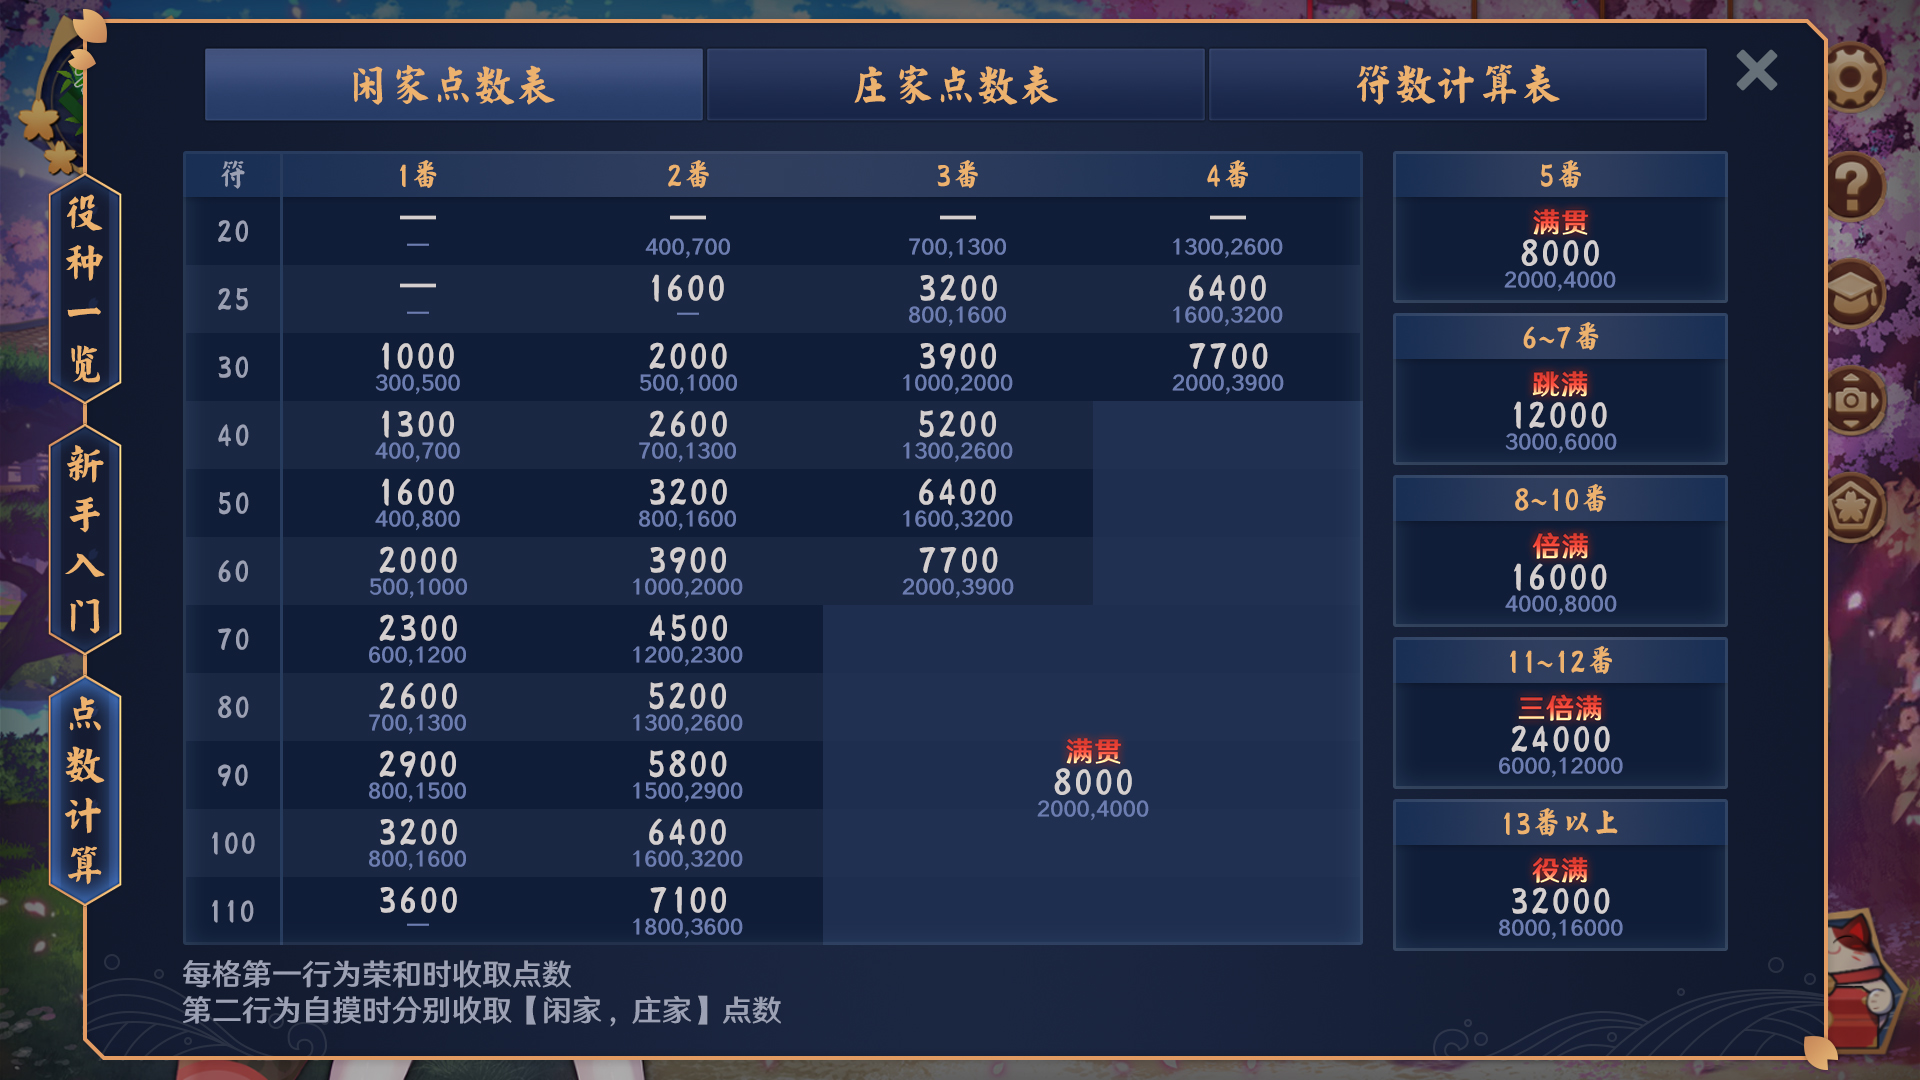 闲家点数表 庄家点数表 符数计算表
役种一览
新手入门
点数计算
符 1番 2番 3番 4番
20 — — — —
— 400,700 700,1300 1300,2600
25 — 1600 3200 6400
— — 800,1600 1600,3200
30 1000 2000 3900 7700
300,500 500,1000 1000,2000 2000,3900
40 1300 2600 5200
400,700 700,1300 1300,2600
50 1600 3200 6400
400,800 800,1600 1600,3200
60 2000 3900 7700
500,1000 1000,2000 2000,3900
70 2300 4500
600,1200 1200,2300
80 2600 5200
700,1300 1300,2600
90 2900 5800
800,1500 1500,2900
100 3200 6400
800,1600 1600,3200
110 3600 7100
— 1800,3600
满贯
8000
2000,4000
5番
满贯
8000
2000,4000
6~7番
跳满
12000
3000,6000
8~10番
倍满
16000
4000,8000
11~12番
三倍满
24000
6000,12000
13番以上
役满
32000
8000,16000
每格第一行为荣和时收取点数
第二行为自摸时分别收取【闲家，庄家】点数